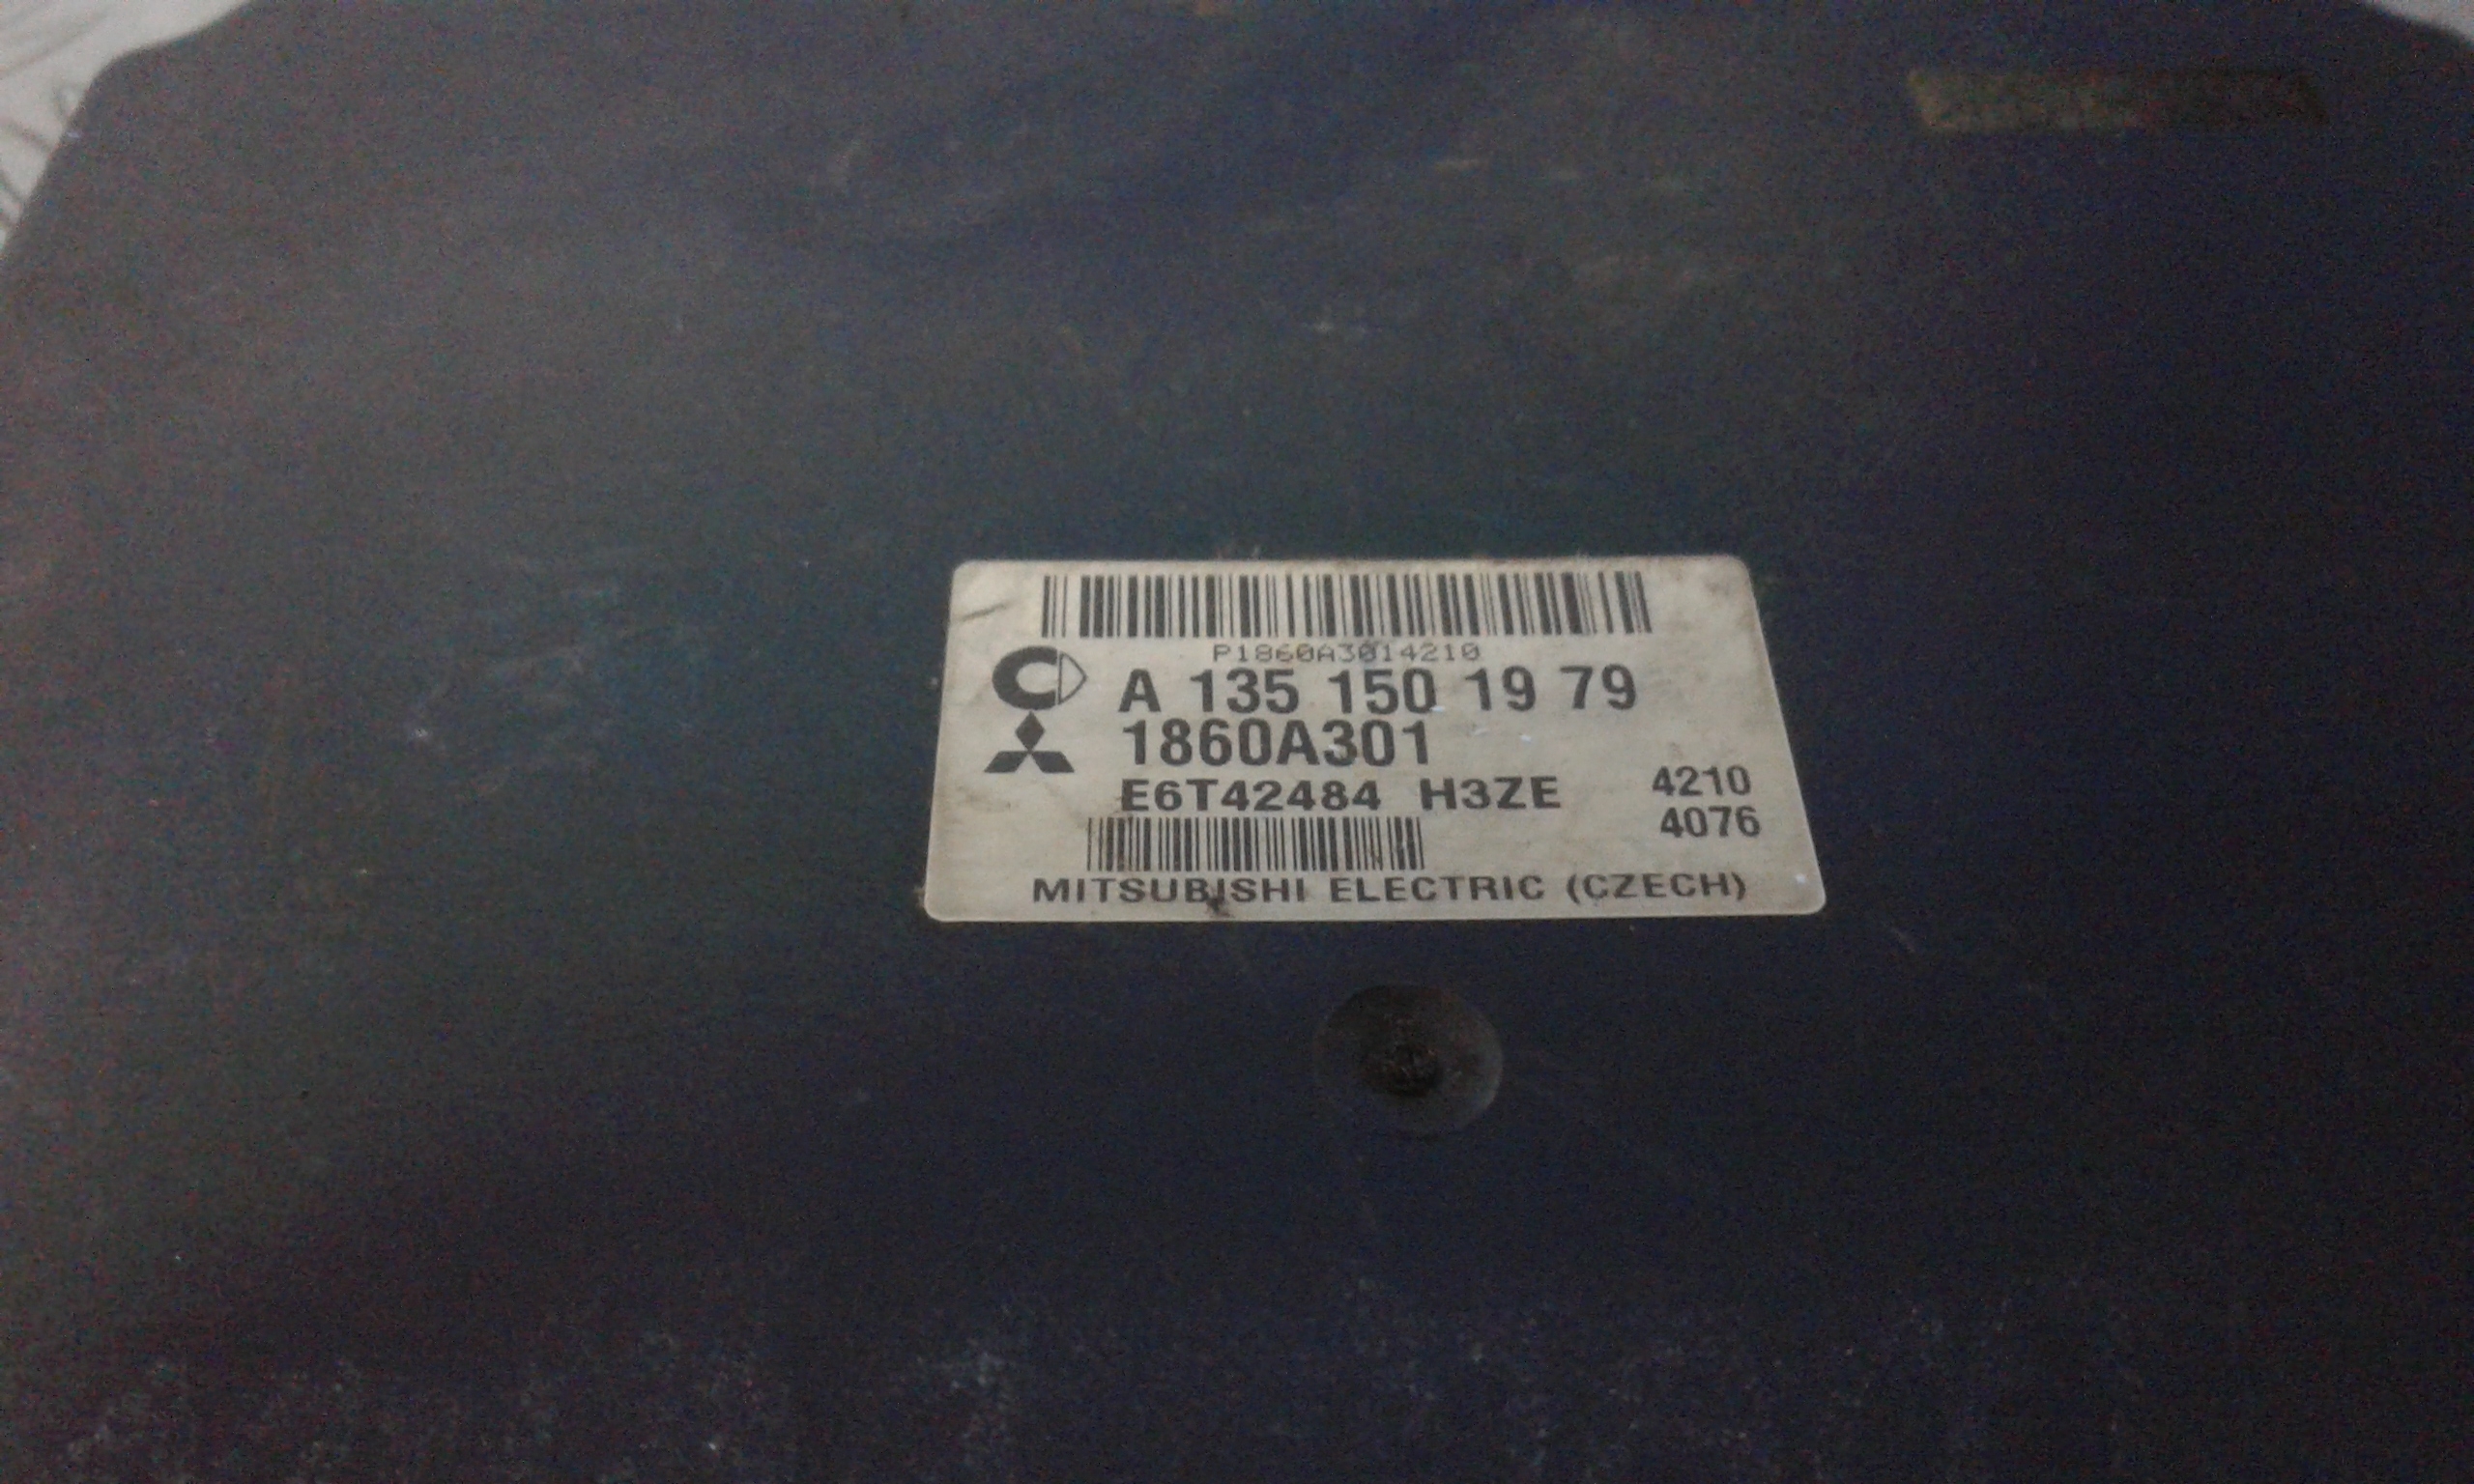 P1860A3014210
A 135 150 19 79
1860A301
E6T42484 H3ZE 4210
4076
MITSUBISHI ELECTRIC (CZECH)